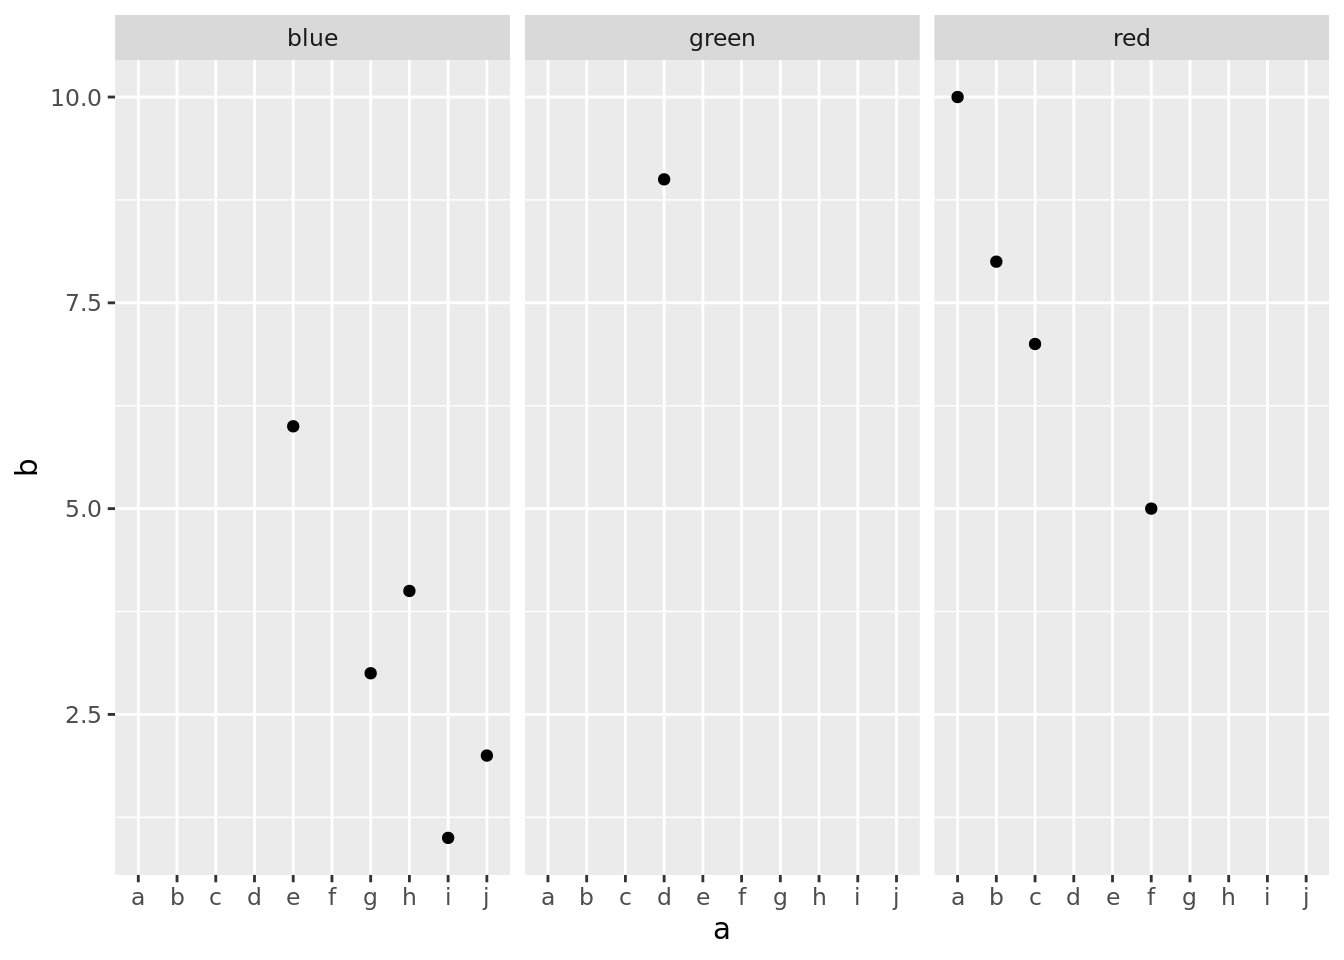 blue green red
10.0
7.5
5.0
2.5
b
a b c d e f g h i j a b c d e f g h i j a b c d e f g h i j
a